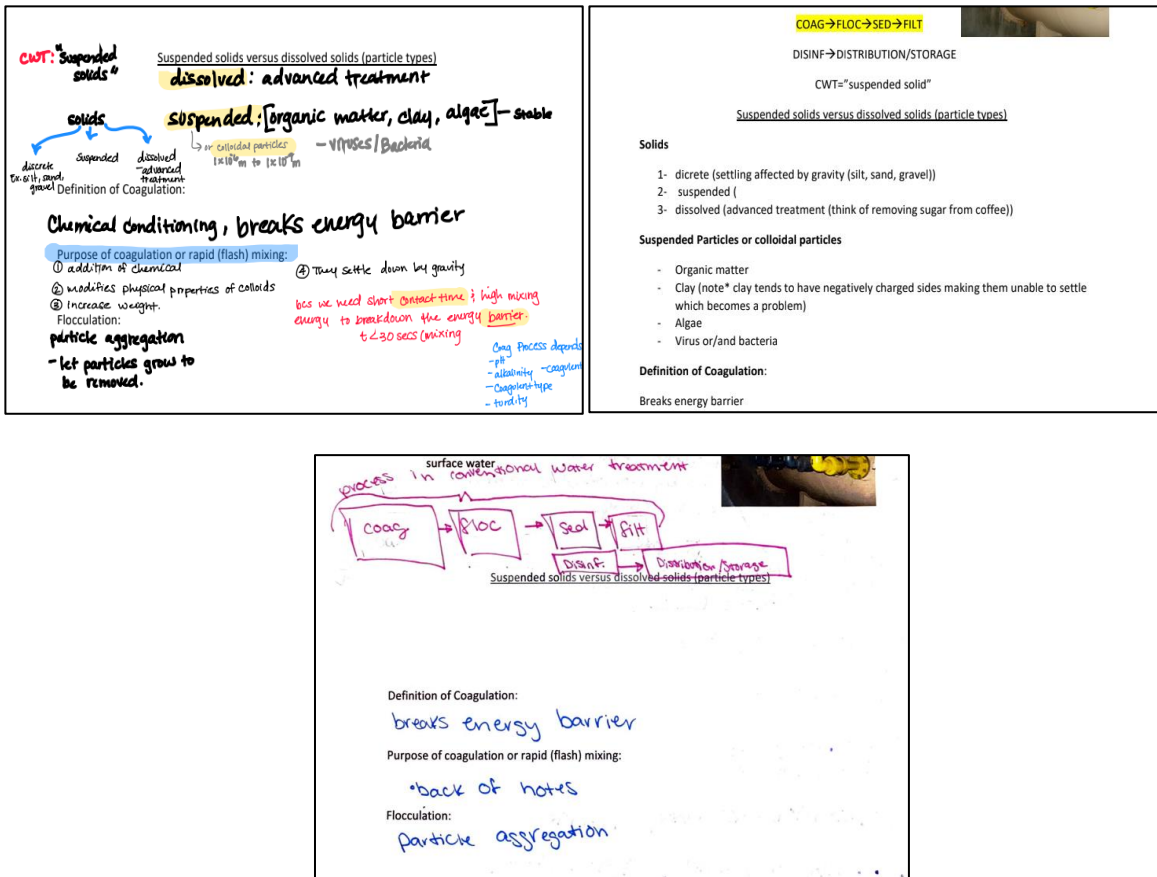 CWT: "Suspended solids"
Suspended solids versus dissolved solids (particle types)
dissolved: advanced treatment
suspended: [organic matter, clay, algae] - stable
or colloidal particles
1x10⁻⁶m to 1x10⁻⁹m
- viruses/Bacteria
solids
discrete
Ex. silt, sand, gravel
Suspended
dissolved
-advanced treatment
Definition of Coagulation:
Chemical conditioning, breaks energy barrier
Purpose of coagulation or rapid (flash) mixing:
① addition of chemical
② modifies physical properties of colloids
③ Increase weight.
④ They settle down by gravity
bcs we need short contact time & high mixing
energy to breakdown the energy barrier.
t<30 secs (mixing
Flocculation:
particle aggregation
- let particles grow to
be removed.
Coag Process depends
- pH
- alkalinity - coagulent
- Coagulent type
- turdity
COAG→FLOC→SED→FILT
DISINF→DISTRIBUTION/STORAGE
CWT="suspended solid"
Suspended solids versus dissolved solids (particle types)
Solids
1- dicrete (settling affected by gravity (silt, sand, gravel))
2- suspended (
3- dissolved (advanced treatment (think of removing sugar from coffee))
Suspended Particles or colloidal particles
- Organic matter
- Clay (note* clay tends to have negatively charged sides making them unable to settle
which becomes a problem)
- Algae
- Virus or/and bacteria
Definition of Coagulation:
Breaks energy barrier
surface water
process in conventional water treatment
coag → floc → sed → filt
Disinf. → Distribution/Storage
Suspended solids versus dissolved solids (particle types)
Definition of Coagulation:
breaks energy barrier
Purpose of coagulation or rapid (flash) mixing:
•back of notes
Flocculation:
particle aggregation